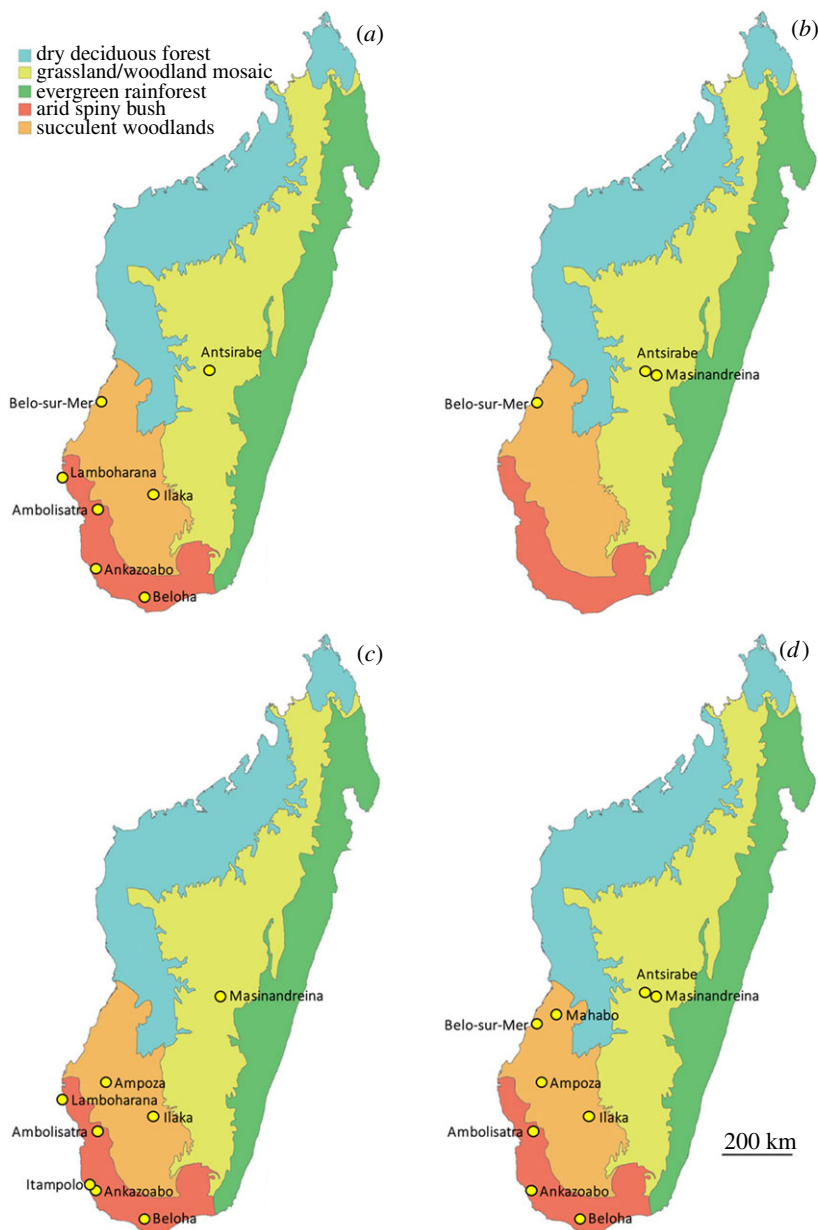 (a)
dry deciduous forest
grassland/woodland mosaic
evergreen rainforest
arid spiny bush
succulent woodlands
Antsirabe
Belo-sur-Mer
Lamboharana
Ilaka
Ambolisatra
Ankazoabo
Beloha
(b)
Antsirabe
Masinandreina
Belo-sur-Mer
(c)
Masinandreina
Ampoza
Lamboharana
Ilaka
Ambolisatra
Itampolo
Ankazoabo
Beloha
(d)
Antsirabe
Masinandreina
Mahabo
Belo-sur-Mer
Ampoza
Ilaka
Ambolisatra
200 km
Ankazoabo
Beloha